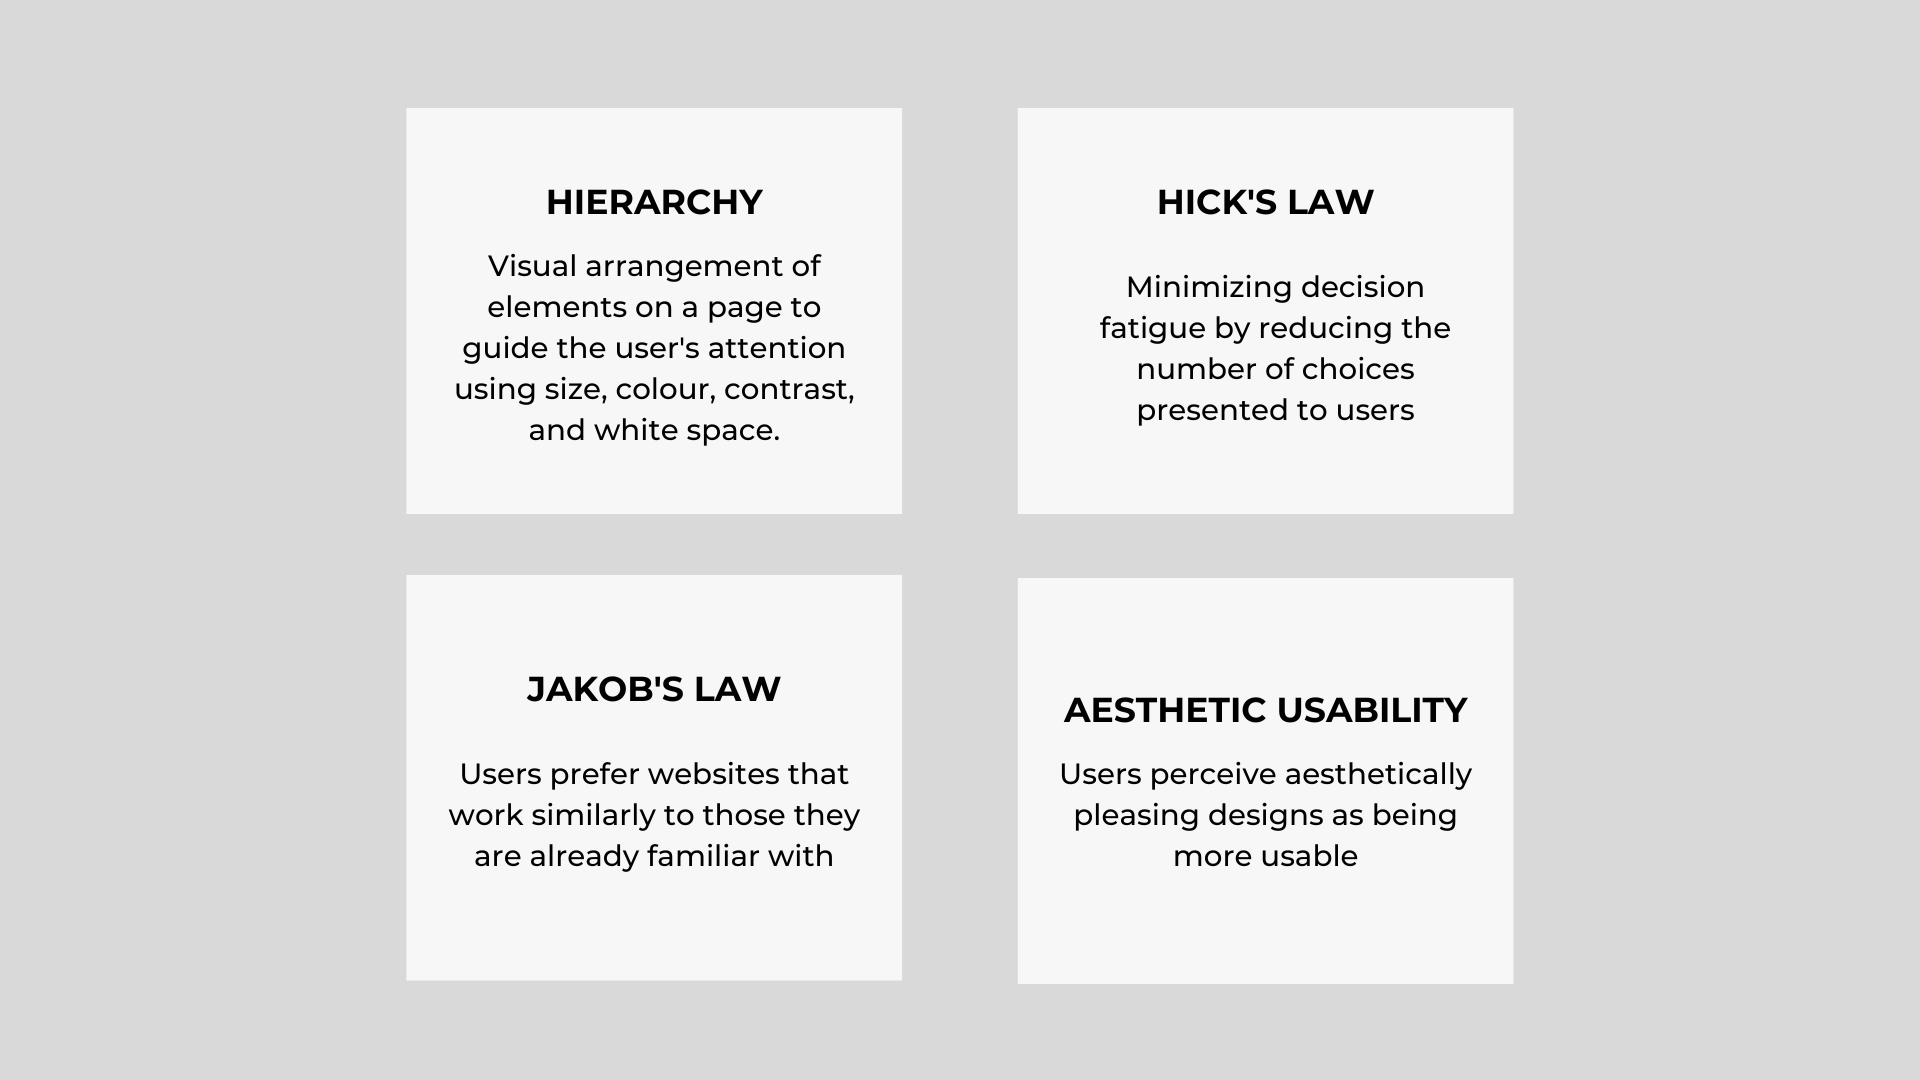 HIERARCHY
Visual arrangement of
elements on a page to
guide the user's attention
using size, colour, contrast,
and white space.
HICK'S LAW
Minimizing decision
fatigue by reducing the
number of choices
presented to users
JAKOB'S LAW
Users prefer websites that
work similarly to those they
are already familiar with
AESTHETIC USABILITY
Users perceive aesthetically
pleasing designs as being
more usable